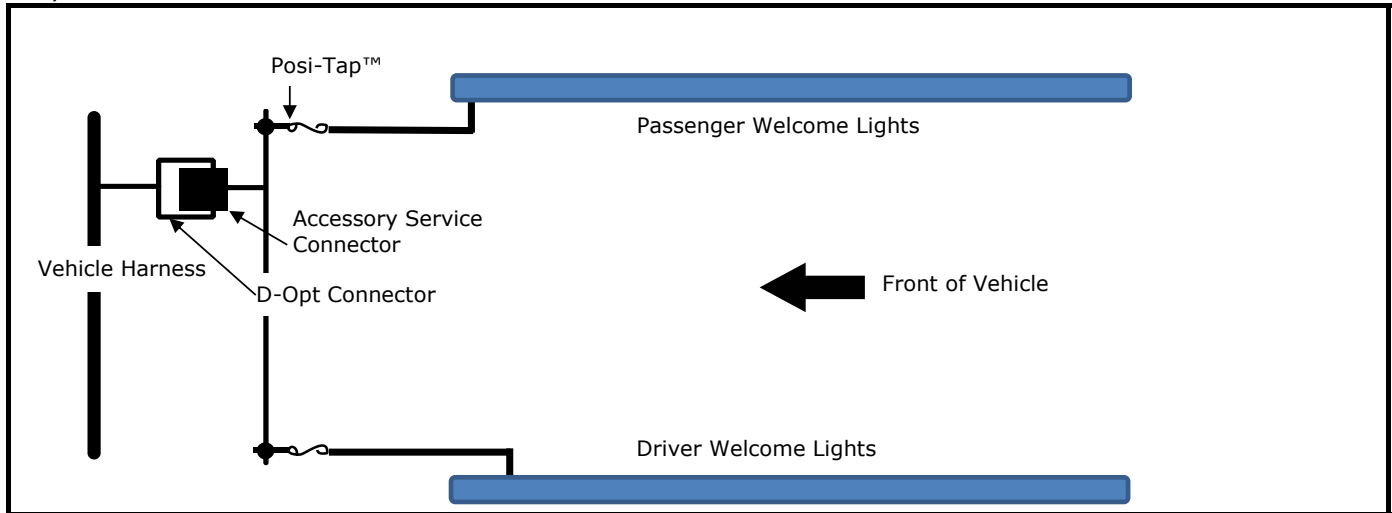 Posi-Tap™
Passenger Welcome Lights
Accessory Service
Connector
Vehicle Harness
D-Opt Connector
Front of Vehicle
Driver Welcome Lights